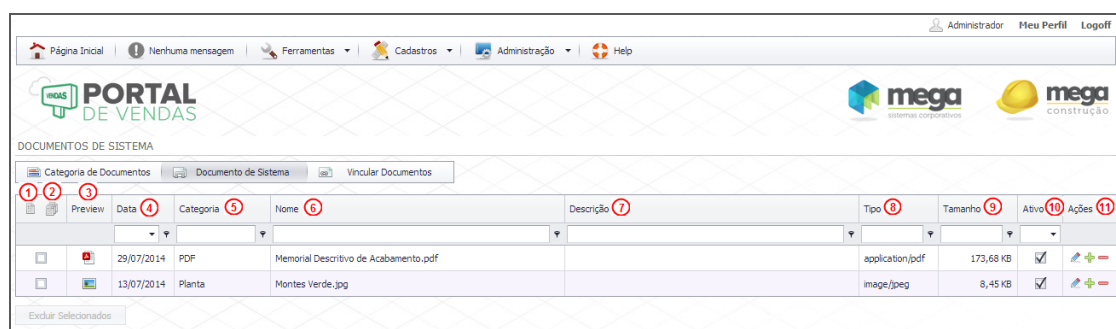 Administrador Meu Perfil Logoff
Página Inicial Nenhuma mensagem Ferramentas Cadastros Administração Help
VENDAS PORTAL DE VENDAS
mega sistemas corporativos
mega construção
DOCUMENTOS DE SISTEMA
Categoria de Documentos Documento de Sistema Vincular Documentos
1 2 3
Preview Data 4 Categoria 5 Nome 6 Descrição 7 Tipo 8 Tamanho 9 Ativo 10 Ações 11
29/07/2014 PDF Memorial Descritivo de Acabamento.pdf application/pdf 173,68 KB
13/07/2014 Planta Montes Verde.jpg image/jpeg 8,45 KB
Excluir Selecionados